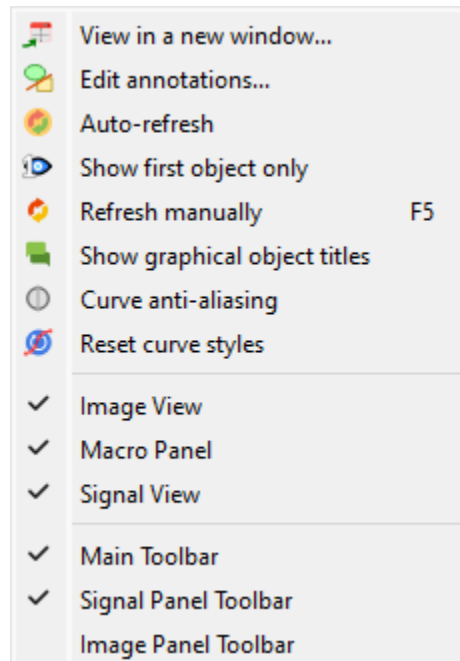 View in a new window...
Edit annotations...
Auto-refresh
Show first object only
Refresh manually F5
Show graphical object titles
Curve anti-aliasing
Reset curve styles
Image View
Macro Panel
Signal View
Main Toolbar
Signal Panel Toolbar
Image Panel Toolbar